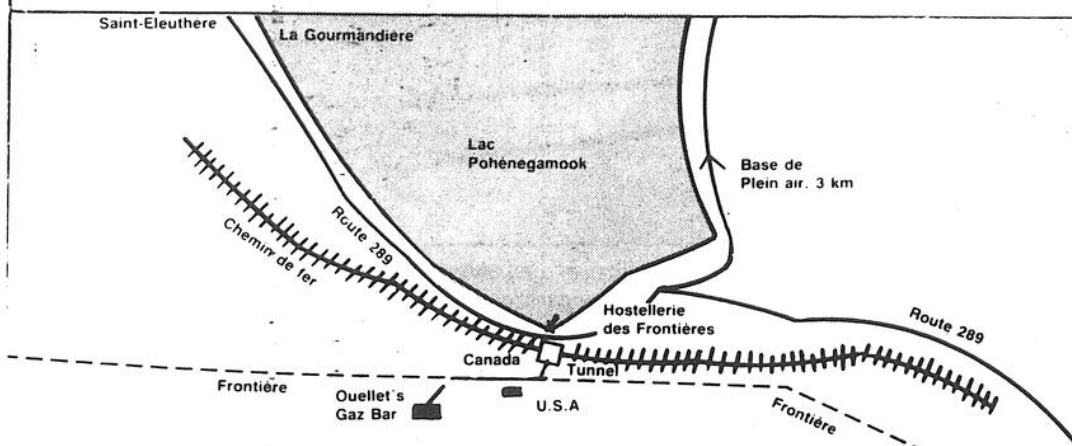 Saint-Eleuthere
La Gourmandière
Lac
Pohénégamook
Base de
Plein air. 3 km
Route 289
Chemin de fer
Hostellerie
des Frontières
Route 289
Canada
Tunnel
Frontière
Ouellet's
Gaz Bar
U.S.A
Frontière